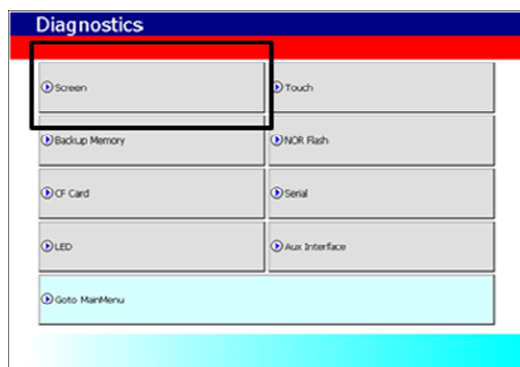 Diagnostics
Screen
Touch
Backup Memory
NOR Flash
CF Card
Serial
LED
Aux Interface
Goto MainMenu